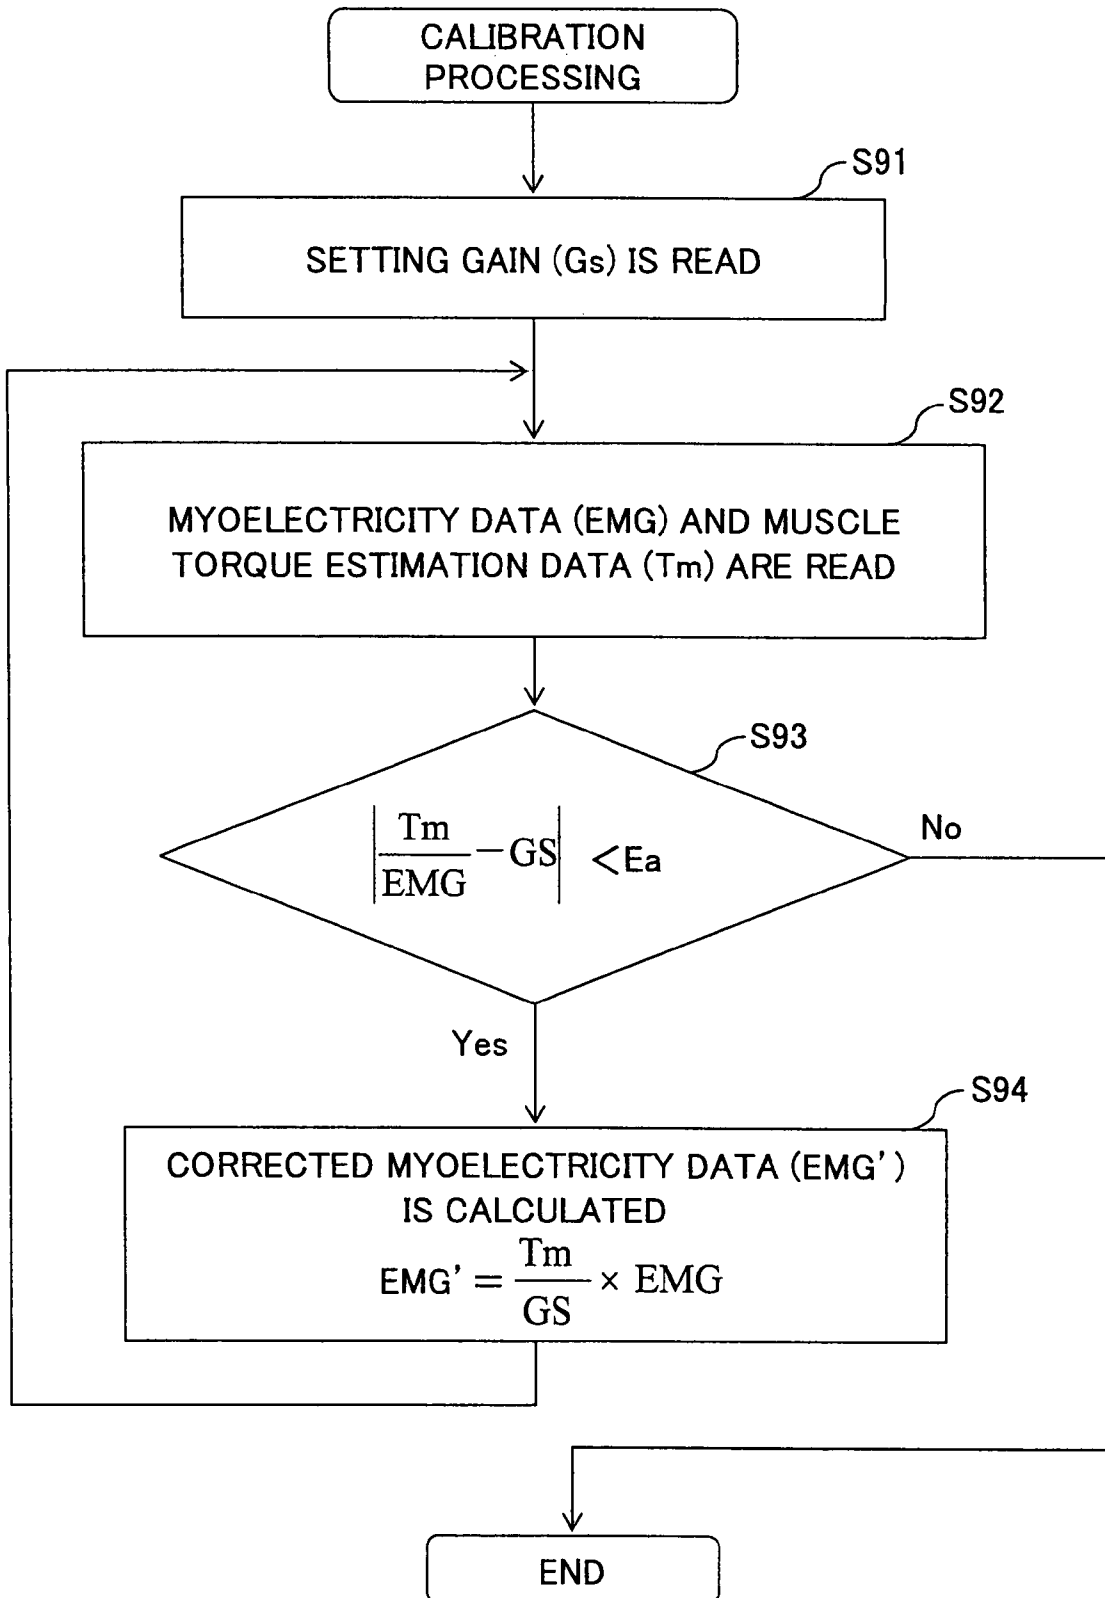 CALIBRATION
PROCESSING
S91
SETTING GAIN (Gs) IS READ
S92
MYOELECTRICITY DATA (EMG) AND MUSCLE
TORQUE ESTIMATION DATA (Tm) ARE READ
S93
|Tm/EMG − GS| <Ea
No
Yes
S94
CORRECTED MYOELECTRICITY DATA (EMG')
IS CALCULATED
EMG' = Tm/GS × EMG
END